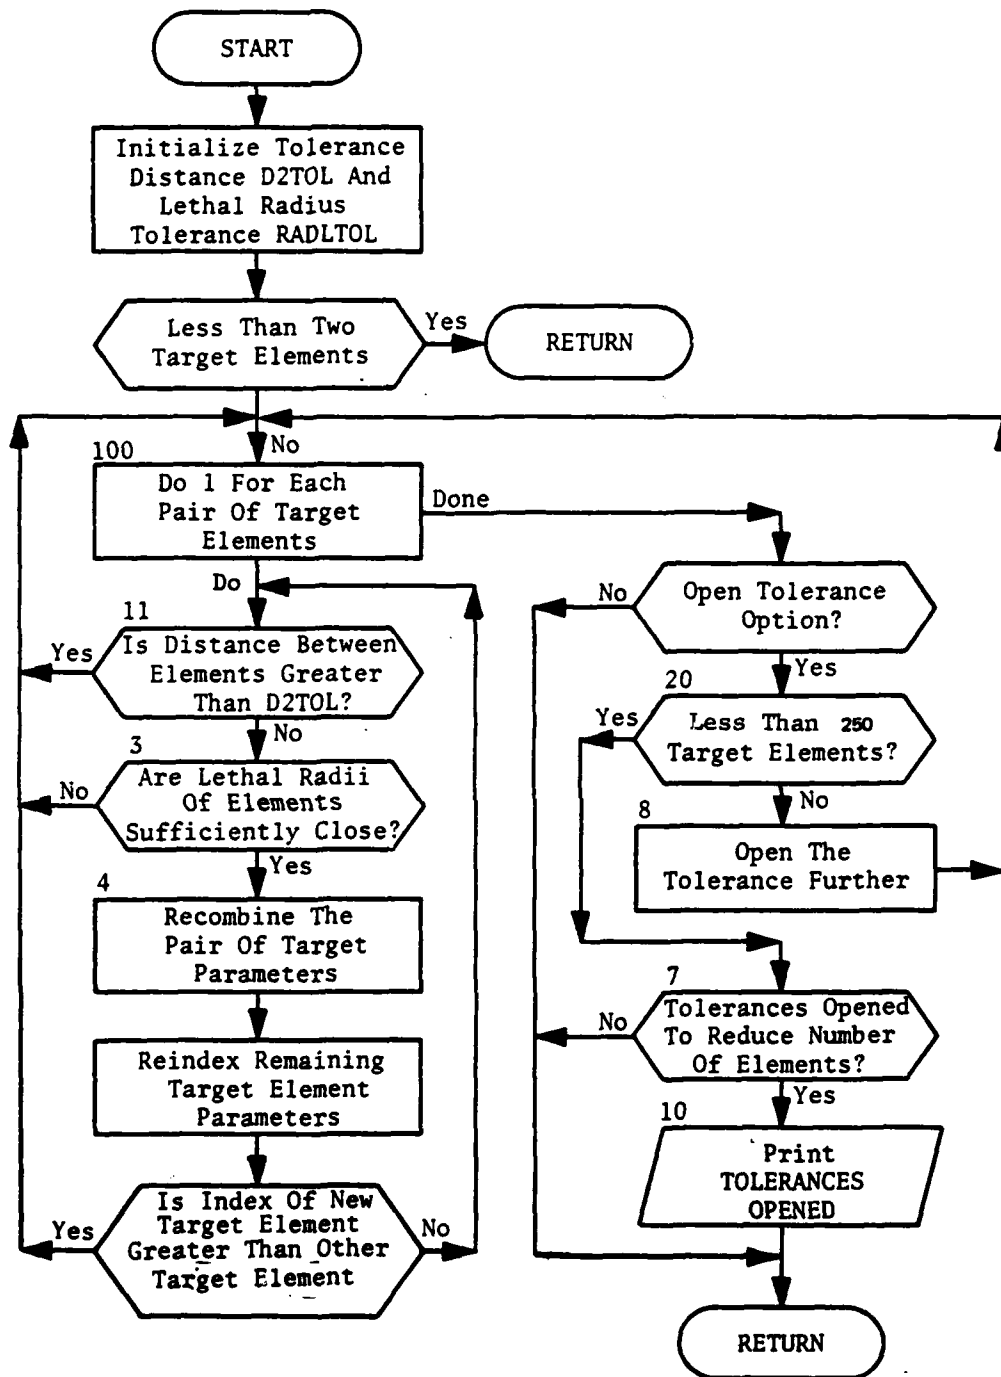 START
Initialize Tolerance
Distance D2TOL And
Lethal Radius
Tolerance RADLTOL
Less Than Two
Target Elements
Yes
RETURN
No
100
Do 1 For Each
Pair Of Target
Elements
Done
Do
11
Is Distance Between
Elements Greater
Than D2TOL?
Yes
No
3
Are Lethal Radii
Of Elements
Sufficiently Close?
No
Yes
4
Recombine The
Pair Of Target
Parameters
Reindex Remaining
Target Element
Parameters
Is Index Of New
Target Element
Greater Than Other
Target Element
Yes
No
Open Tolerance
Option?
No
Yes
20
Less Than 250
Target Elements?
Yes
No
8
Open The
Tolerance Further
7
Tolerances Opened
To Reduce Number
Of Elements?
No
Yes
10
Print
TOLERANCES
OPENED
RETURN